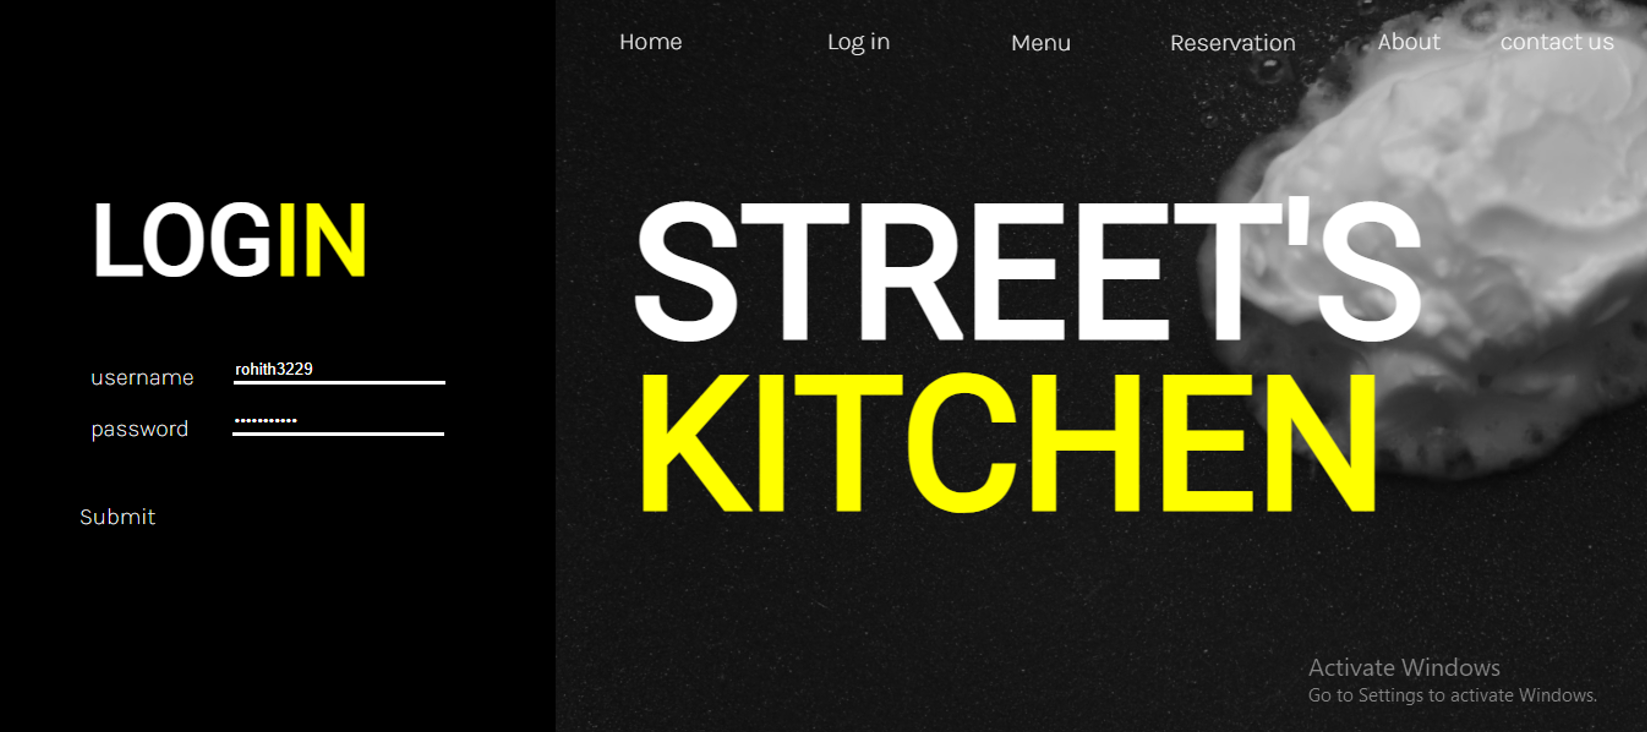 Home Log in Menu Reservation About contact us
LOGIN
username rohith3229
password •••••••••••
Submit
STREET'S
KITCHEN
Activate Windows
Go to Settings to activate Windows.